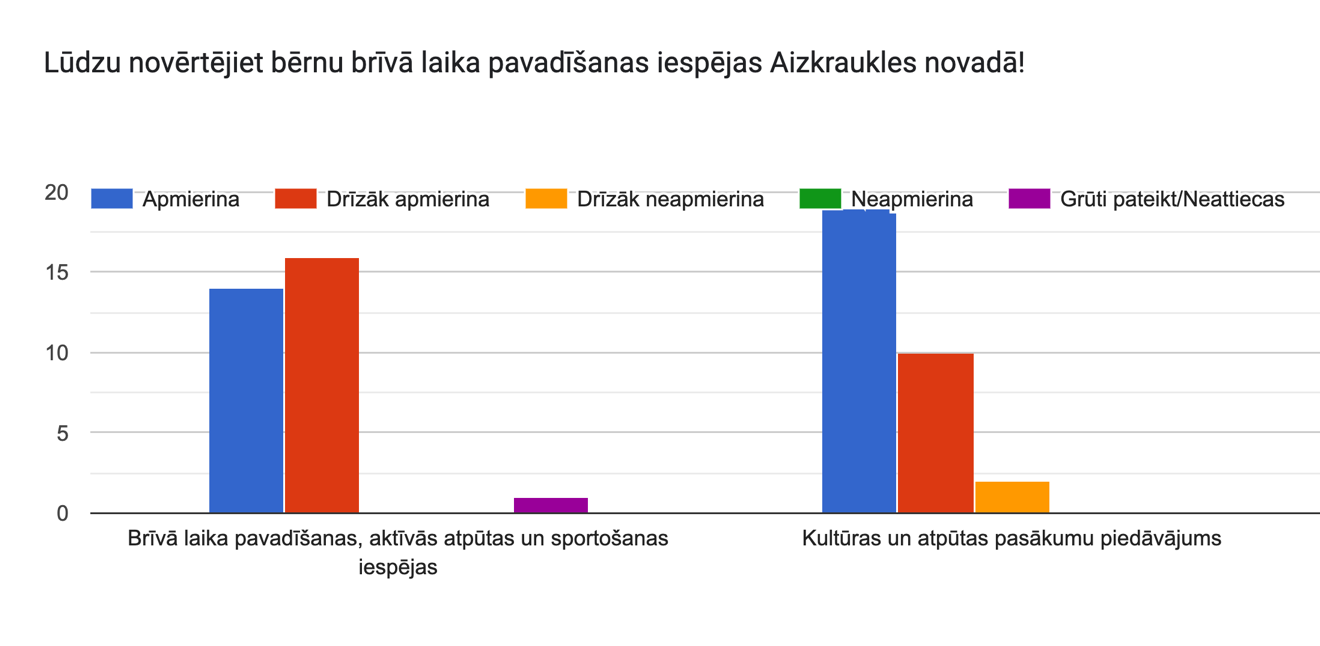 Lūdzu novērtējiet bērnu brīvā laika pavadīšanas iespējas Aizkraukles novadā!
20
Apmierina
Drīzāk apmierina
Drīzāk neapmierina
Neapmierina
Grūti pateikt/Neattiecas
15
10
5
0
Brīvā laika pavadīšanas, aktīvās atpūtas un sportošanas
iespējas
Kultūras un atpūtas pasākumu piedāvājums